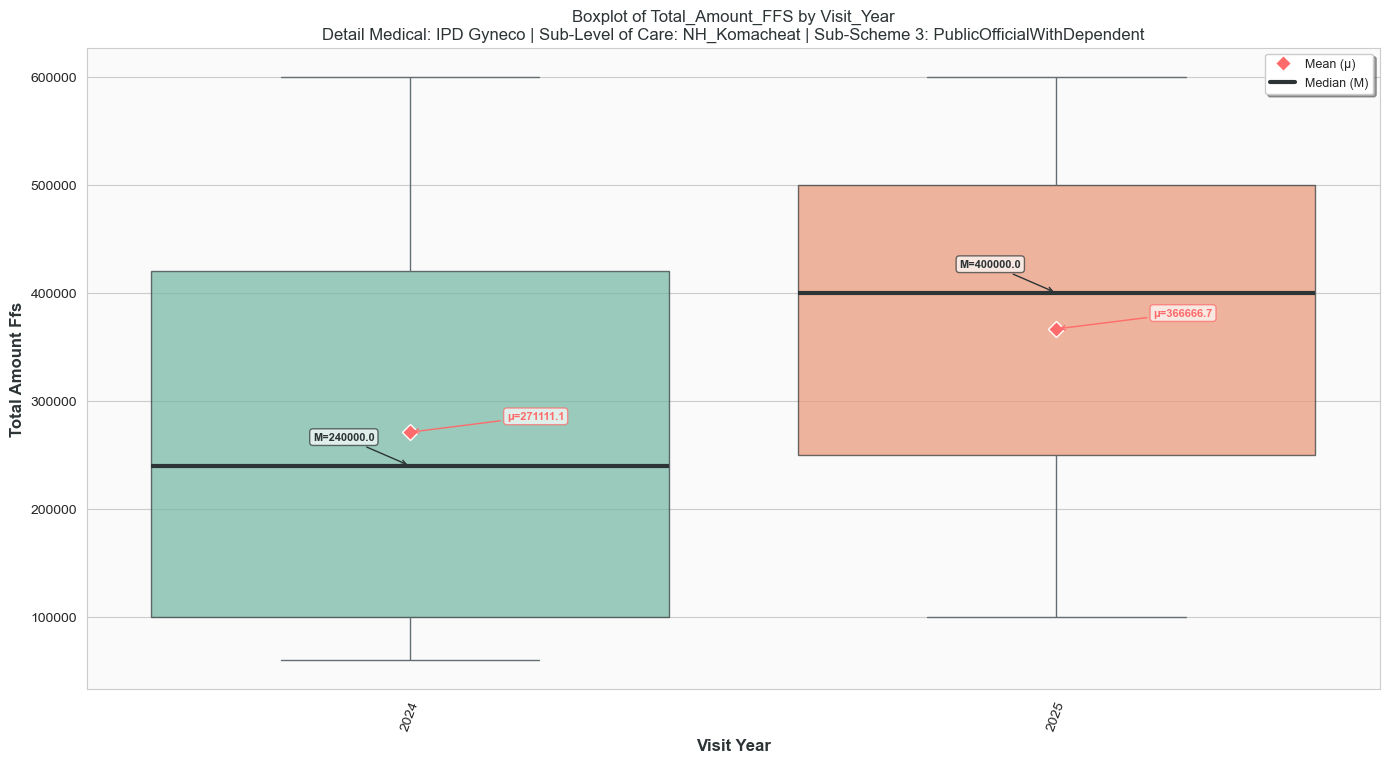 Boxplot of Total_Amount_FFS by Visit_Year
Detail Medical: IPD Gyneco | Sub-Level of Care: NH_Komacheat | Sub-Scheme 3: PublicOfficialWithDependent
Mean (μ)
Median (M)
Total Amount Ffs
600000
500000
400000
300000
200000
100000
M=240000.0
μ=271111.1
M=400000.0
μ=366666.7
2024
2025
Visit Year